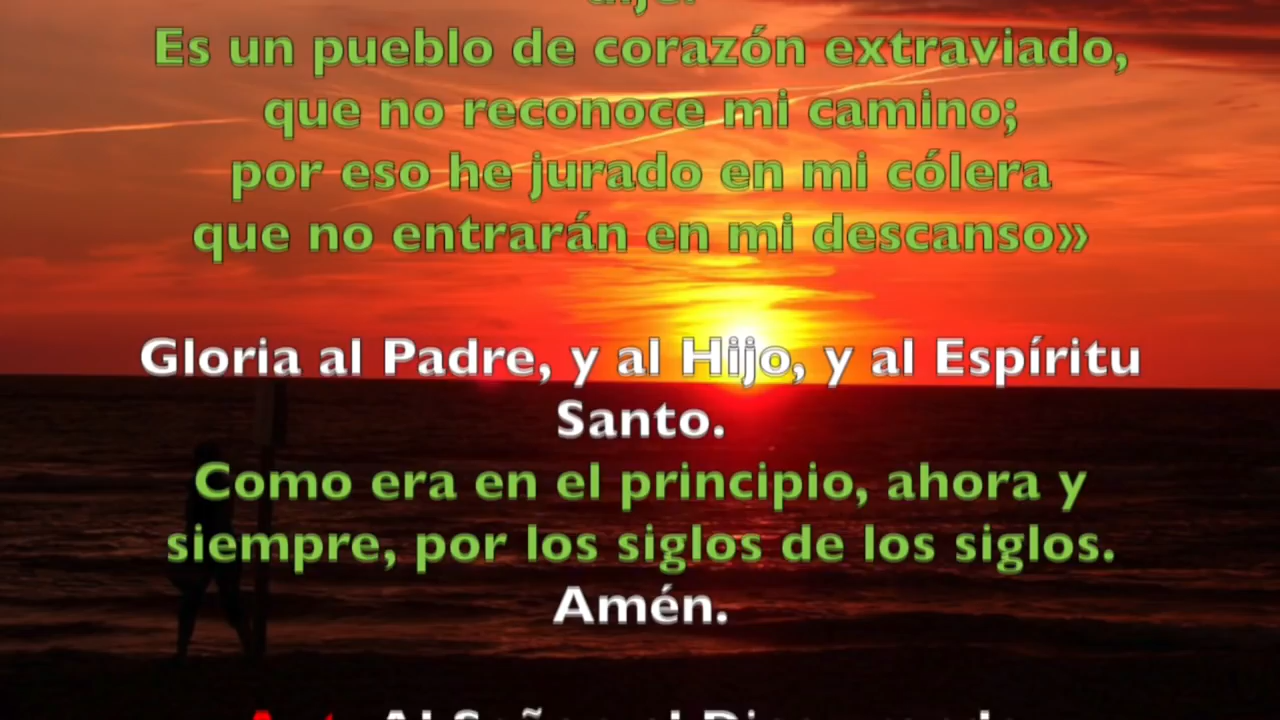 dije:
Es un pueblo de corazón extraviado,
que no reconoce mi camino;
por eso he jurado en mi cólera
que no entrarán en mi descanso»
Gloria al Padre, y al Hijo, y al Espíritu
Santo.
Como era en el principio, ahora y
siempre, por los siglos de los siglos.
Amén.